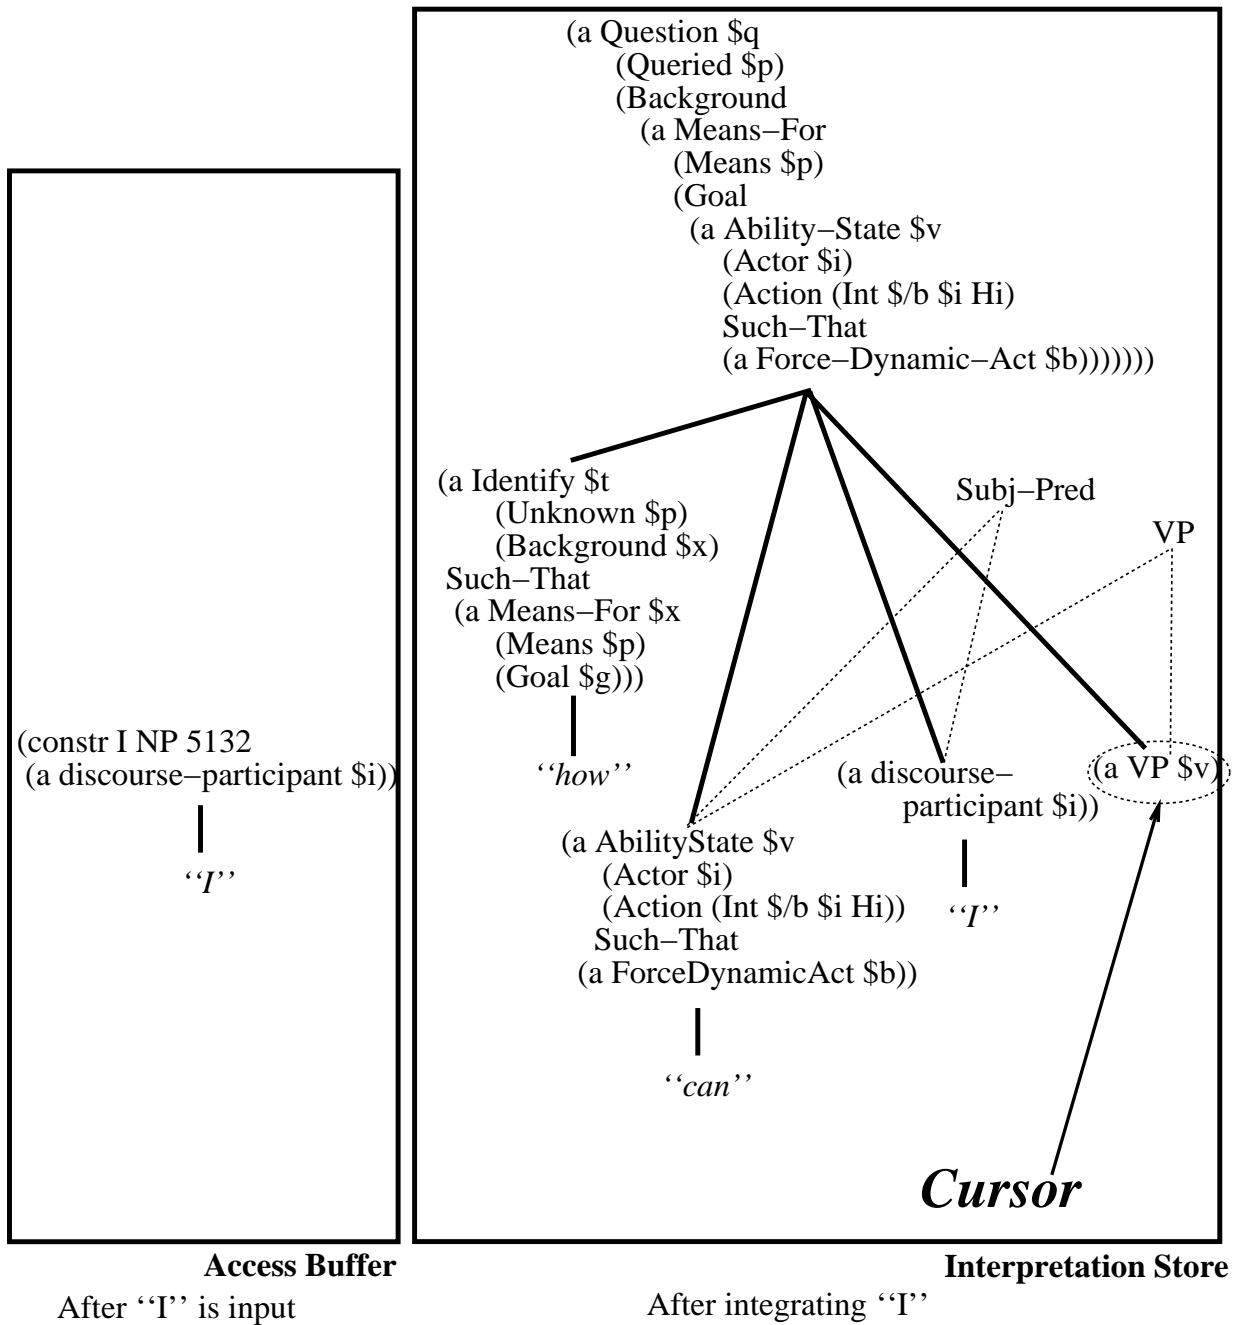 (a Question $q
(Queried $p)
(Background
(a Means−For
(Means $p)
(Goal
(a Ability−State $v
(Actor $i)
(Action (Int $/b $i Hi)
Such−That
(a Force−Dynamic−Act $b)))))))
(a Identify $t
(Unknown $p)
(Background $x)
Such−That
(a Means−For $x
(Means $p)
(Goal $g)))
‘‘how’’
Subj−Pred
VP
(constr I NP 5132
(a discourse−participant $i))
‘‘I’’
(a discourse−
participant $i))
‘‘I’’
(a VP $v)
(a AbilityState $v
(Actor $i)
(Action (Int $/b $i Hi))
Such−That
(a ForceDynamicAct $b))
‘‘can’’
Cursor
Access Buffer
After ‘‘I’’ is input
Interpretation Store
After integrating ‘‘I’’